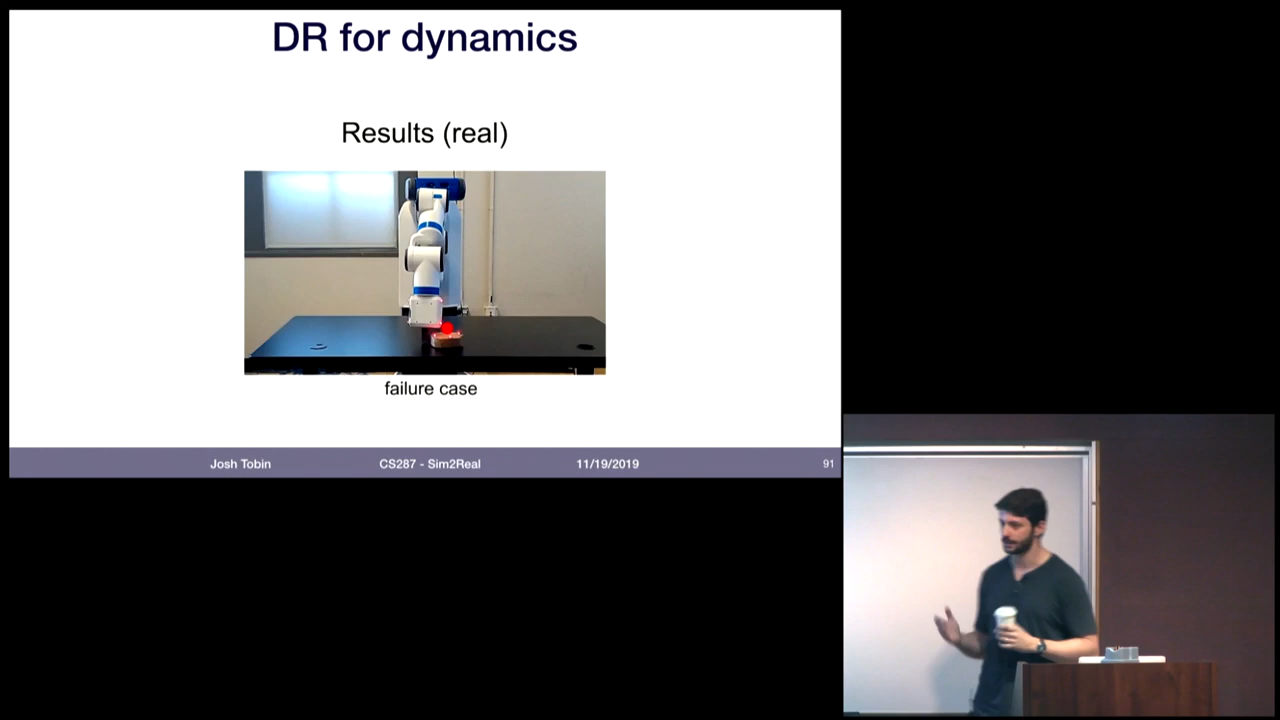 DR for dynamics
Results (real)
failure case
Josh Tobin CS287 - Sim2Real 11/19/2019 91